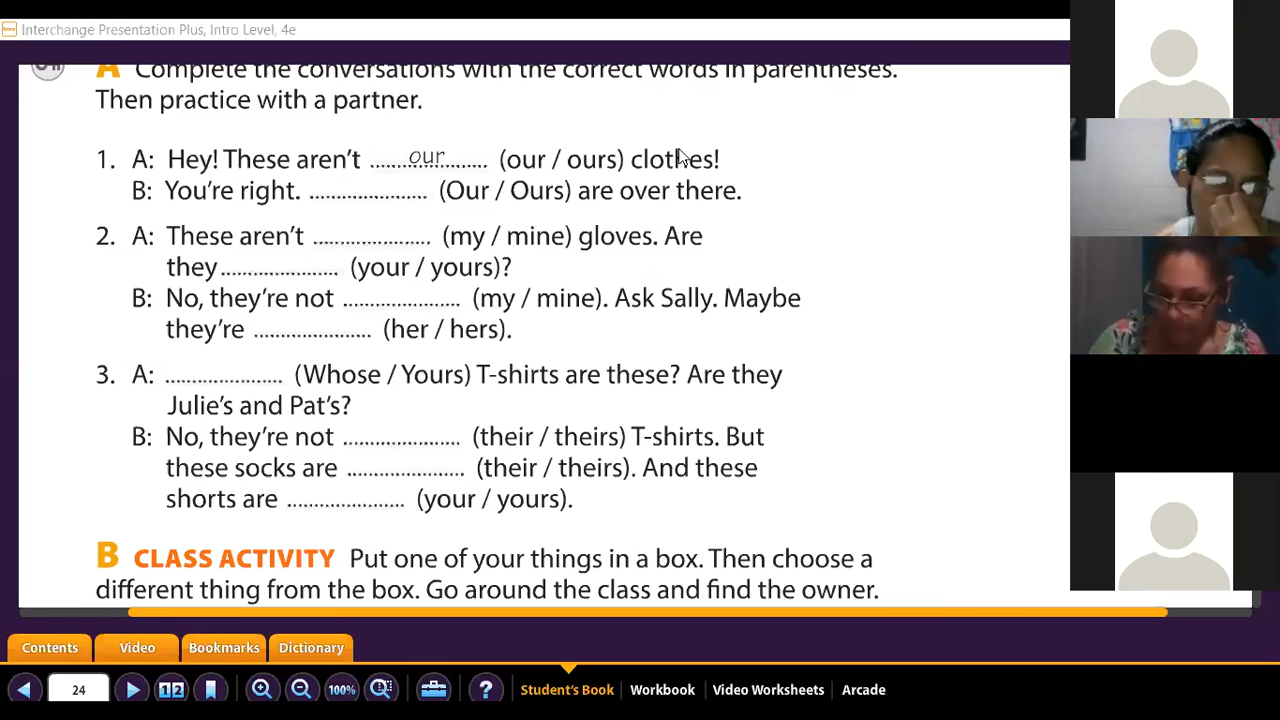 Interchange Presentation Plus, Intro Level, 4e
A Complete the conversations with the correct words in parentheses.
Then practice with a partner.
1. A: Hey! These aren't our (our / ours) clothes!
B: You're right. .................... (Our / Ours) are over there.
2. A: These aren't .................... (my / mine) gloves. Are
they .................... (your / yours)?
B: No, they're not .................... (my / mine). Ask Sally. Maybe
they're .................... (her / hers).
3. A: .................... (Whose / Yours) T-shirts are these? Are they
Julie's and Pat's?
B: No, they're not .................... (their / theirs) T-shirts. But
these socks are .................... (their / theirs). And these
shorts are .................... (your / yours).
B CLASS ACTIVITY Put one of your things in a box. Then choose a
different thing from the box. Go around the class and find the owner.
Contents Video Bookmarks Dictionary
24 1 2 100% ? Student's Book Workbook Video Worksheets Arcade